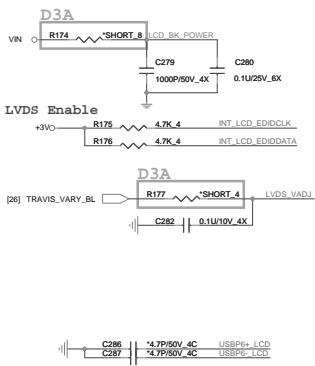 D3A
VIN R174 *SHORT_8 LCD_BK_POWER
C279 C280
1000P/50V_4X 0.1U/25V_6X
LVDS Enable
+3V R175 4.7K_4 INT_LCD_EDIDCLK
R176 4.7K_4 INT_LCD_EDIDDATA
D3A
[26] TRAVIS_VARY_BL R177 *SHORT_4 LVDS_VADJ
C282 0.1U/10V_4X
C286 *4.7P/50V_4C USBP6+_LCD
C287 *4.7P/50V_4C USBP6-_LCD